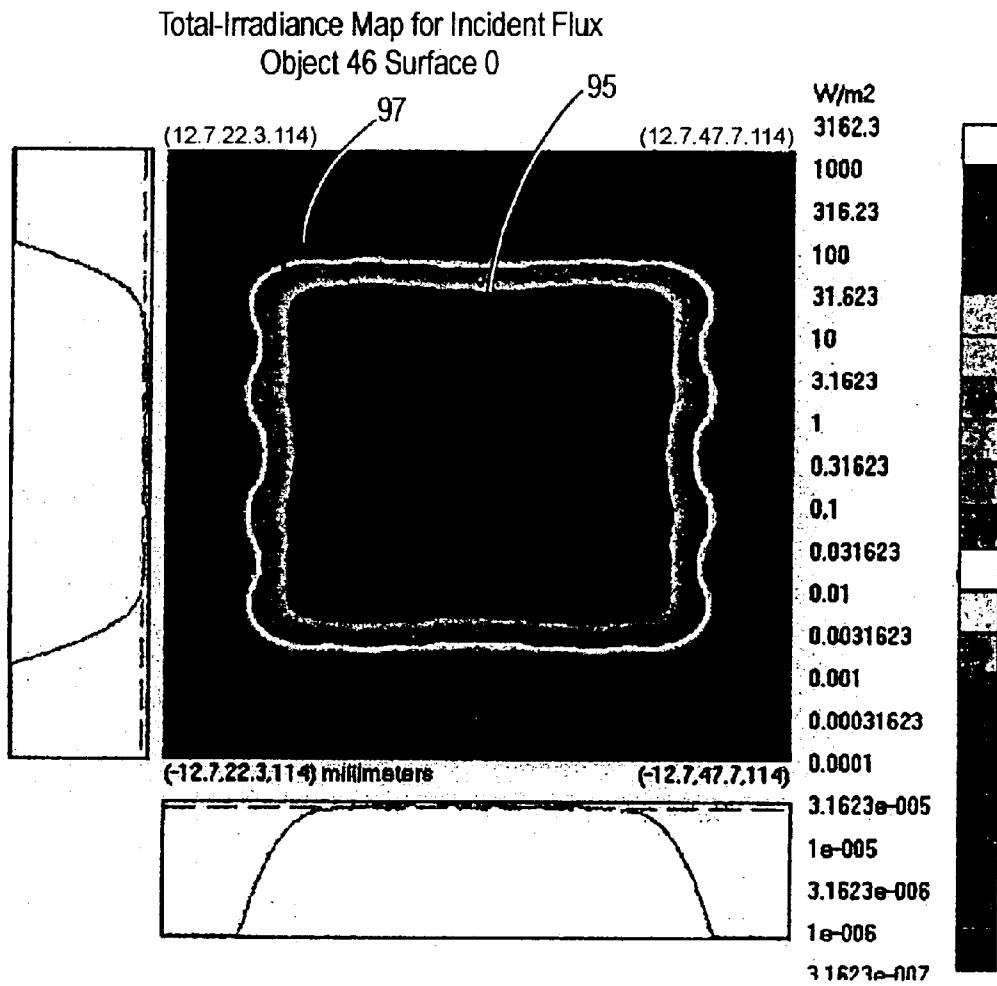 Total-Irradiance Map for Incident Flux
Object 46 Surface 0
97
95
(12.7.22.3.114)
(12.7.47.7.114)
W/m2
3162.3
1000
316.23
100
31.623
10
3.1623
1
0.31623
0.1
0.031623
0.01
0.0031623
0.001
0.00031623
0.0001
3.1623e-005
1e-005
3.1623e-006
1e-006
3.1623e-007
(-12.7,22.3,114) millimeters
(-12.7,47.7,114)